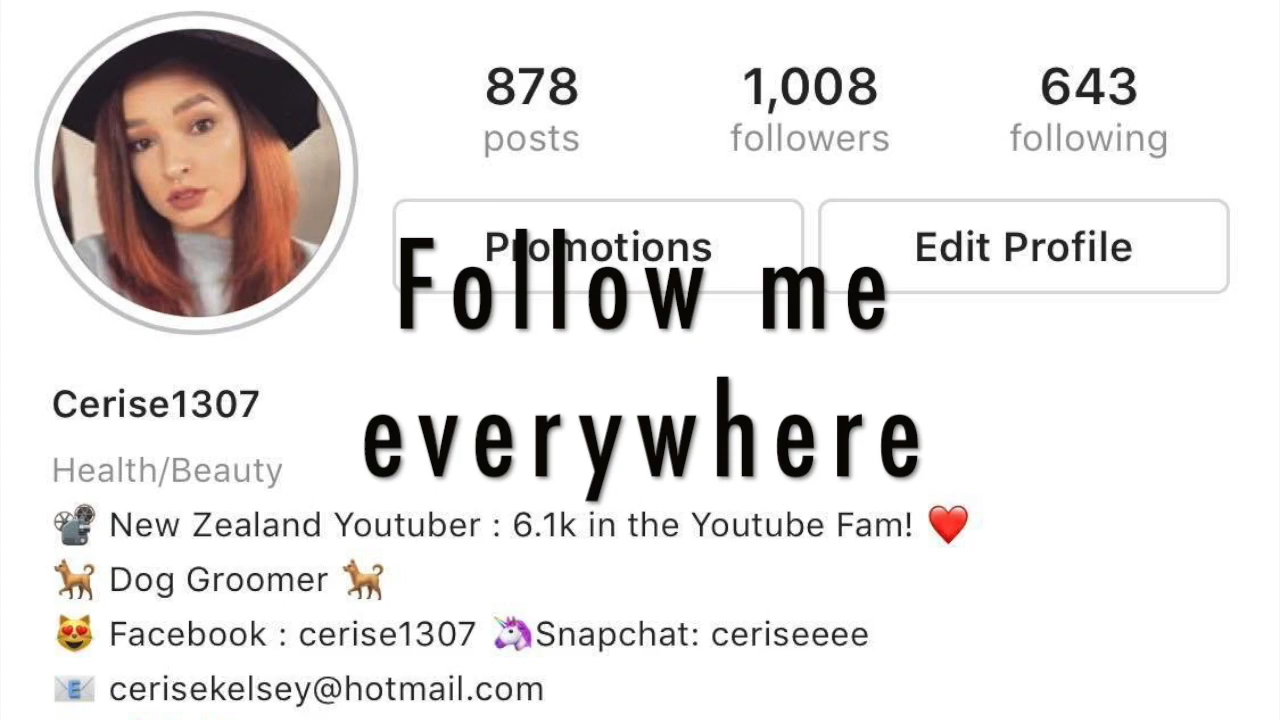 878 1,008 643
posts followers following
Promotions Edit Profile
Follow me
everywhere
Cerise1307
Health/Beauty
📽 New Zealand Youtuber : 6.1k in the Youtube Fam! ❤️
🐕 Dog Groomer 🐕
😻 Facebook : cerise1307 🦄Snapchat: ceriseeee
📧 cerisekelsey@hotmail.com